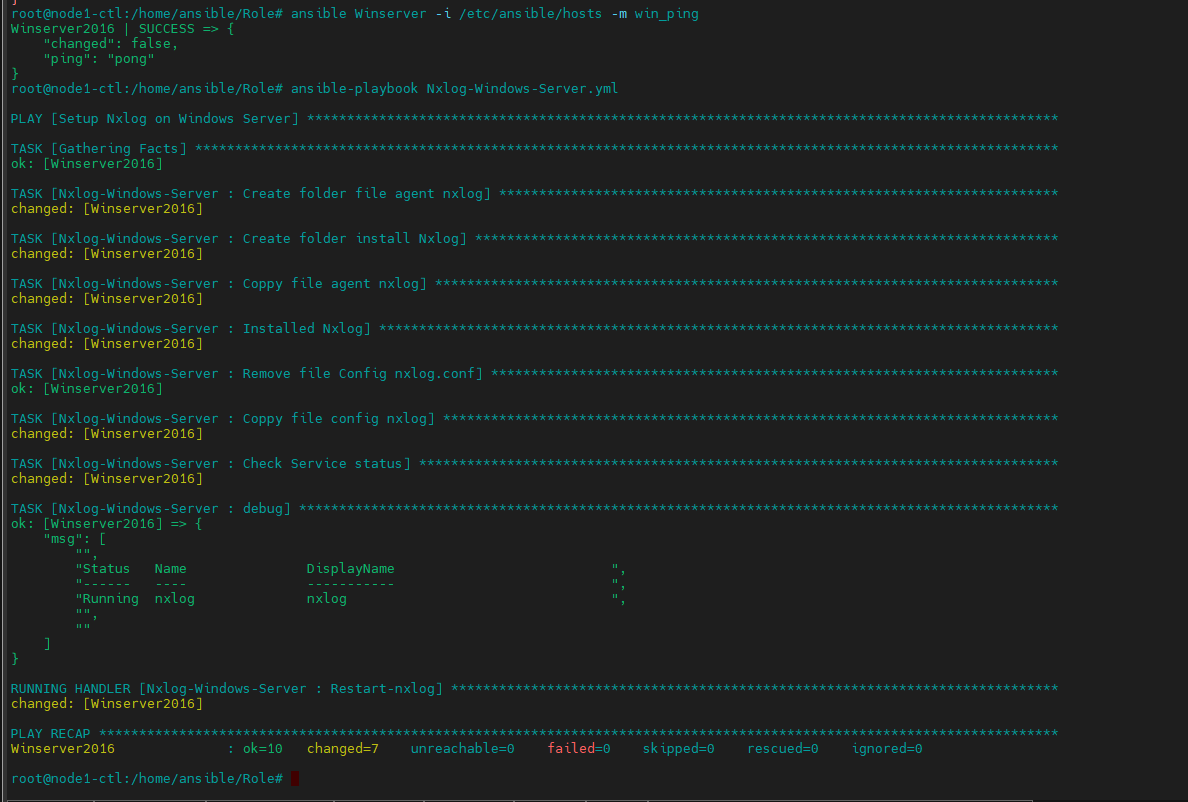 root@node1-ctl:/home/ansible/Role# ansible Winserver -i /etc/ansible/hosts -m win_ping
Winserver2016 | SUCCESS => {
    "changed": false,
    "ping": "pong"
}
root@node1-ctl:/home/ansible/Role# ansible-playbook Nxlog-Windows-Server.yml
PLAY [Setup Nxlog on Windows Server] **********************************************************************************************
TASK [Gathering Facts] ************************************************************************************************************
ok: [Winserver2016]
TASK [Nxlog-Windows-Server : Create folder file agent nxlog] **********************************************************************
changed: [Winserver2016]
TASK [Nxlog-Windows-Server : Create folder install Nxlog] *************************************************************************
changed: [Winserver2016]
TASK [Nxlog-Windows-Server : Coppy file agent nxlog] ******************************************************************************
changed: [Winserver2016]
TASK [Nxlog-Windows-Server : Installed Nxlog] *************************************************************************************
changed: [Winserver2016]
TASK [Nxlog-Windows-Server : Remove file Config nxlog.conf] ***********************************************************************
ok: [Winserver2016]
TASK [Nxlog-Windows-Server : Coppy file config nxlog] *****************************************************************************
changed: [Winserver2016]
TASK [Nxlog-Windows-Server : Check Service status] ********************************************************************************
changed: [Winserver2016]
TASK [Nxlog-Windows-Server : debug] ***********************************************************************************************
ok: [Winserver2016] => {
    "msg": [
        "",
        "Status   Name               DisplayName                           ",
        "------   ----               -----------                           ",
        "Running  nxlog              nxlog                                 ",
        "",
        ""
    ]
}
RUNNING HANDLER [Nxlog-Windows-Server : Restart-nxlog] ****************************************************************************
changed: [Winserver2016]
PLAY RECAP ************************************************************************************************************************
Winserver2016              : ok=10   changed=7    unreachable=0    failed=0    skipped=0    rescued=0    ignored=0
root@node1-ctl:/home/ansible/Role#